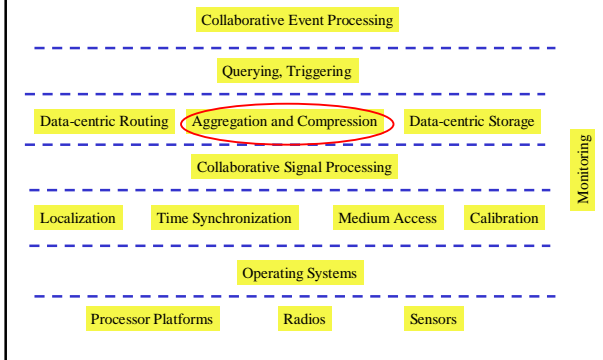 Collaborative Event Processing
Querying, Triggering
Data-centric Routing Aggregation and Compression Data-centric Storage
Collaborative Signal Processing
Localization Time Synchronization Medium Access Calibration
Operating Systems
Processor Platforms Radios Sensors
Monitoring